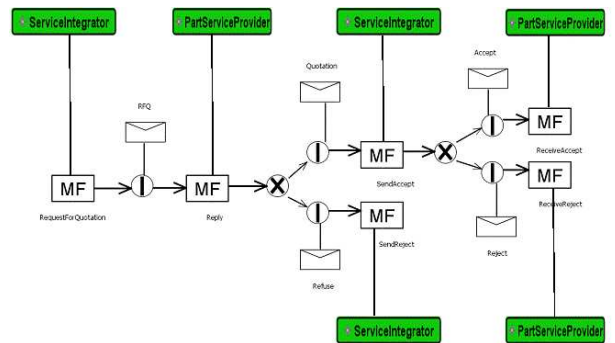 ServiceIntegrator
PartServiceProvider
ServiceIntegrator
PartServiceProvider
Quotation
Accept
RFQ
MF
MF
MF
MF
ReceiveAccept
SendAccept
MF
RequestForQuotation
Reply
MF
ReceiveReject
SendReject
Reject
Refuse
ServiceIntegrator
PartServiceProvider